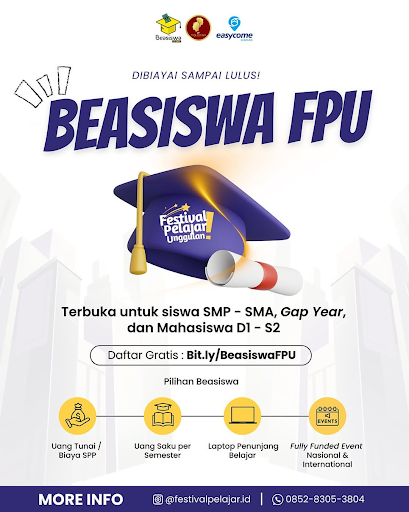 Beasiswa
easycome
DIBIAYAI SAMPAI LULUS!
BEASISWA FPU
Festival
Pelajar
Unggulan!
Terbuka untuk siswa SMP - SMA, Gap Year,
dan Mahasiswa D1 - S2
Daftar Gratis : Bit.ly/BeasiswaFPU
Pilihan Beasiswa
EVENTS
Uang Tunai /
Biaya SPP
Uang Saku per
Semester
Laptop Penunjang
Belajar
Fully Funded Event
Nasional &
International
MORE INFO
@festivalpelajar.id
0852-8305-3804